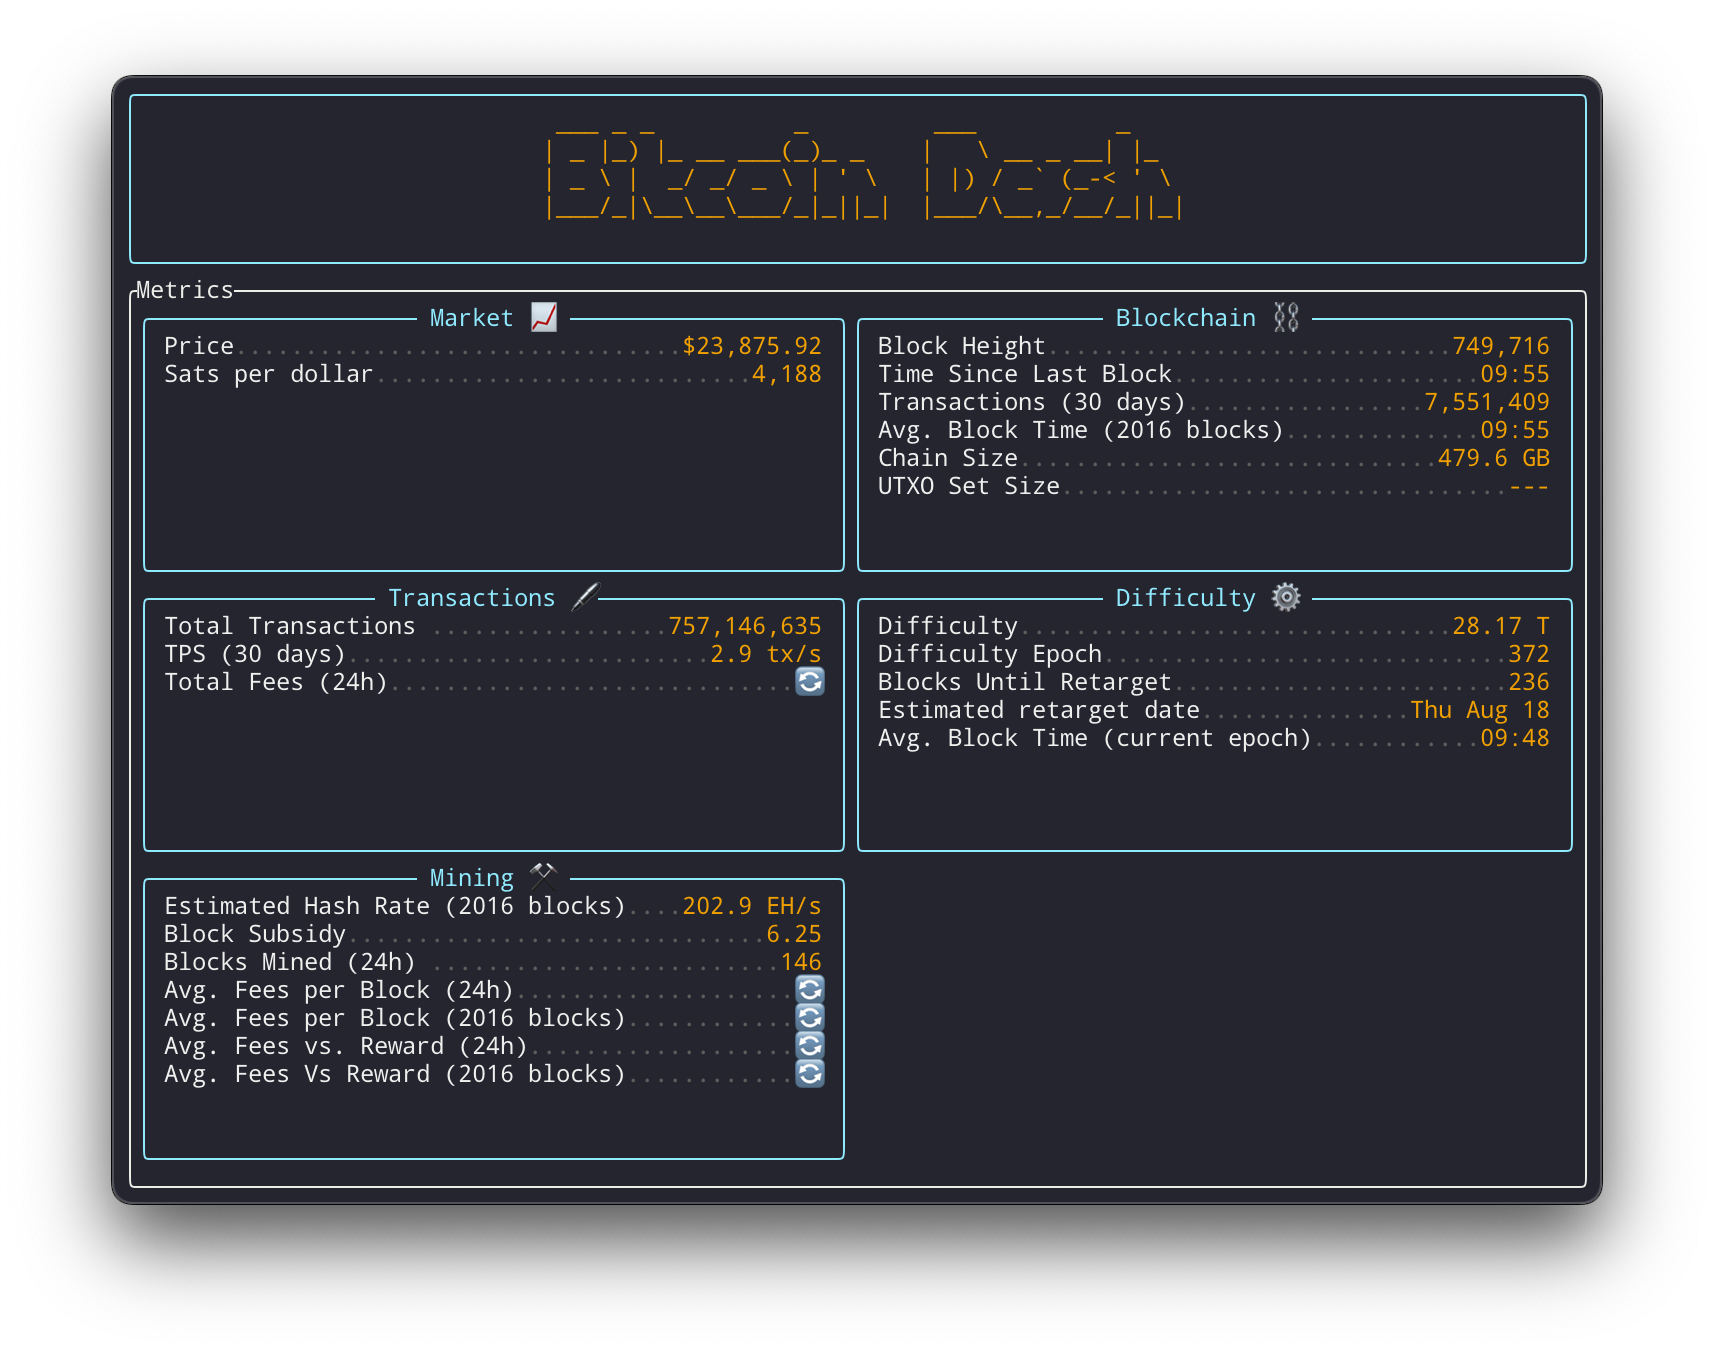 Bitcoin Dash
Metrics
Market
Price................................$23,875.92
Sats per dollar...........................4,188
Blockchain
Block Height.............................749,716
Time Since Last Block......................09:55
Transactions (30 days).................7,551,409
Avg. Block Time (2016 blocks)..............09:55
Chain Size..............................479.6 GB
UTXO Set Size................................---
Transactions
Total Transactions .................757,146,635
TPS (30 days)..........................2.9 tx/s
Total Fees (24h).............................
Difficulty
Difficulty...............................28.17 T
Difficulty Epoch.............................372
Blocks Until Retarget........................236
Estimated retarget date...............Thu Aug 18
Avg. Block Time (current epoch)............09:48
Mining
Estimated Hash Rate (2016 blocks)....202.9 EH/s
Block Subsidy..............................6.25
Blocks Mined (24h) .........................146
Avg. Fees per Block (24h)....................
Avg. Fees per Block (2016 blocks)............
Avg. Fees vs. Reward (24h)...................
Avg. Fees Vs Reward (2016 blocks)............